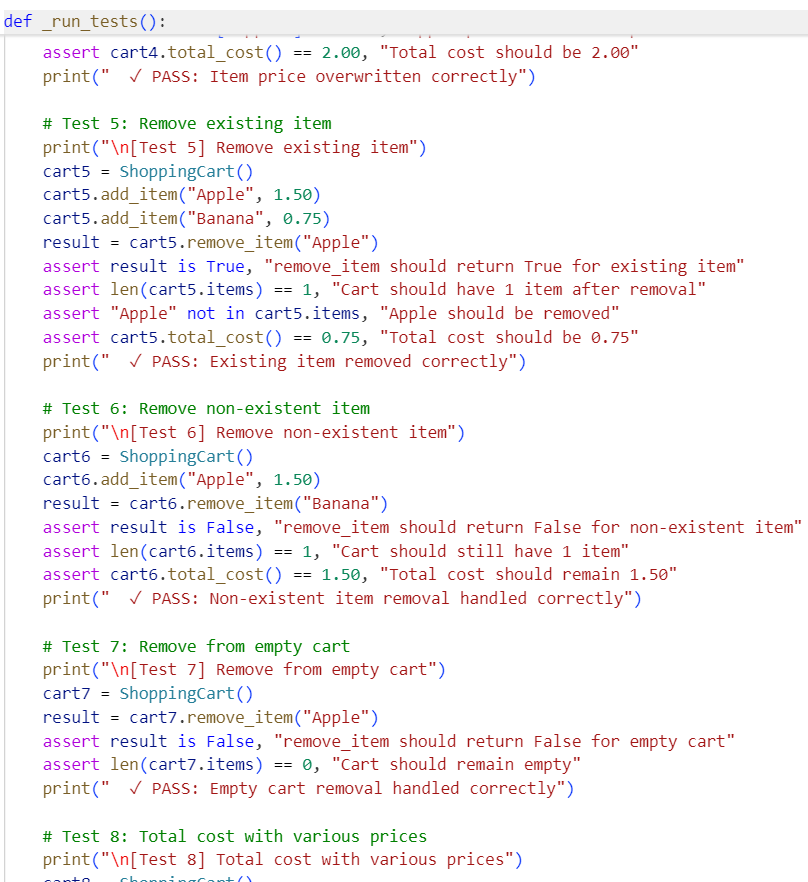 def _run_tests():
    assert cart4.total_cost() == 2.00, "Total cost should be 2.00"
    print("  ✓ PASS: Item price overwritten correctly")

    # Test 5: Remove existing item
    print("\n[Test 5] Remove existing item")
    cart5 = ShoppingCart()
    cart5.add_item("Apple", 1.50)
    cart5.add_item("Banana", 0.75)
    result = cart5.remove_item("Apple")
    assert result is True, "remove_item should return True for existing item"
    assert len(cart5.items) == 1, "Cart should have 1 item after removal"
    assert "Apple" not in cart5.items, "Apple should be removed"
    assert cart5.total_cost() == 0.75, "Total cost should be 0.75"
    print("  ✓ PASS: Existing item removed correctly")

    # Test 6: Remove non-existent item
    print("\n[Test 6] Remove non-existent item")
    cart6 = ShoppingCart()
    cart6.add_item("Apple", 1.50)
    result = cart6.remove_item("Banana")
    assert result is False, "remove_item should return False for non-existent item"
    assert len(cart6.items) == 1, "Cart should still have 1 item"
    assert cart6.total_cost() == 1.50, "Total cost should remain 1.50"
    print("  ✓ PASS: Non-existent item removal handled correctly")

    # Test 7: Remove from empty cart
    print("\n[Test 7] Remove from empty cart")
    cart7 = ShoppingCart()
    result = cart7.remove_item("Apple")
    assert result is False, "remove_item should return False for empty cart"
    assert len(cart7.items) == 0, "Cart should remain empty"
    print("  ✓ PASS: Empty cart removal handled correctly")

    # Test 8: Total cost with various prices
    print("\n[Test 8] Total cost with various prices")
    cart8 = ShoppingCart()